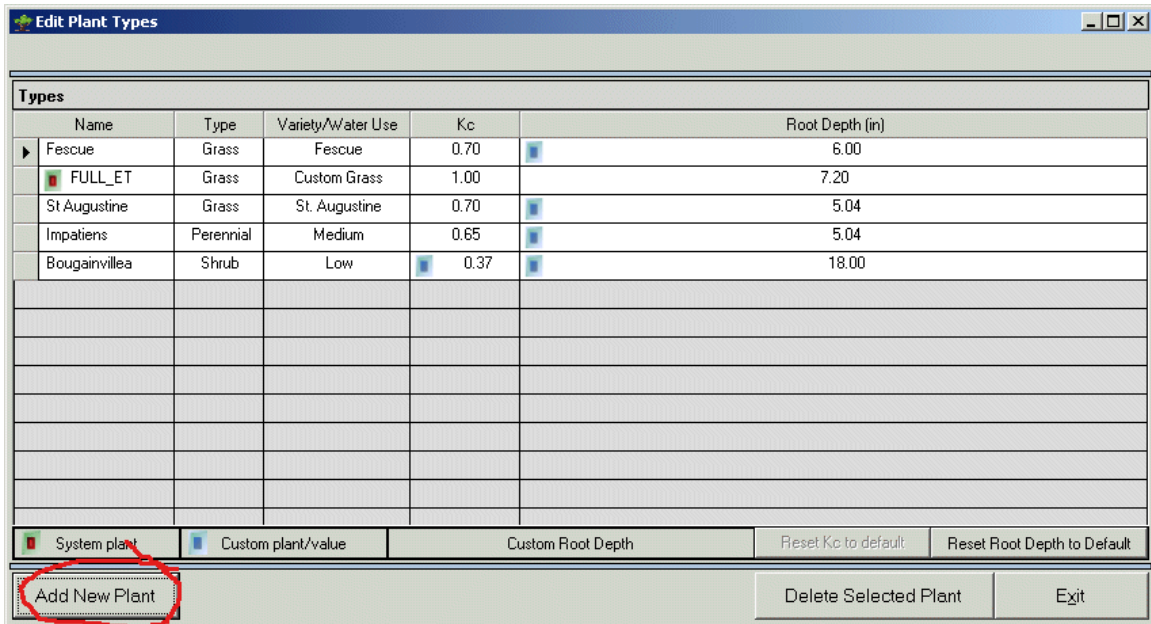 Edit Plant Types
Types
Name Type Variety/Water Use Kc Root Depth (in)
Fescue Grass Fescue 0.70 6.00
FULL_ET Grass Custom Grass 1.00 7.20
St Augustine Grass St. Augustine 0.70 5.04
Impatiens Perennial Medium 0.65 5.04
Bougainvillea Shrub Low 0.37 18.00
System plant Custom plant/value Custom Root Depth Reset Kc to default Reset Root Depth to Default
Add New Plant Delete Selected Plant Exit